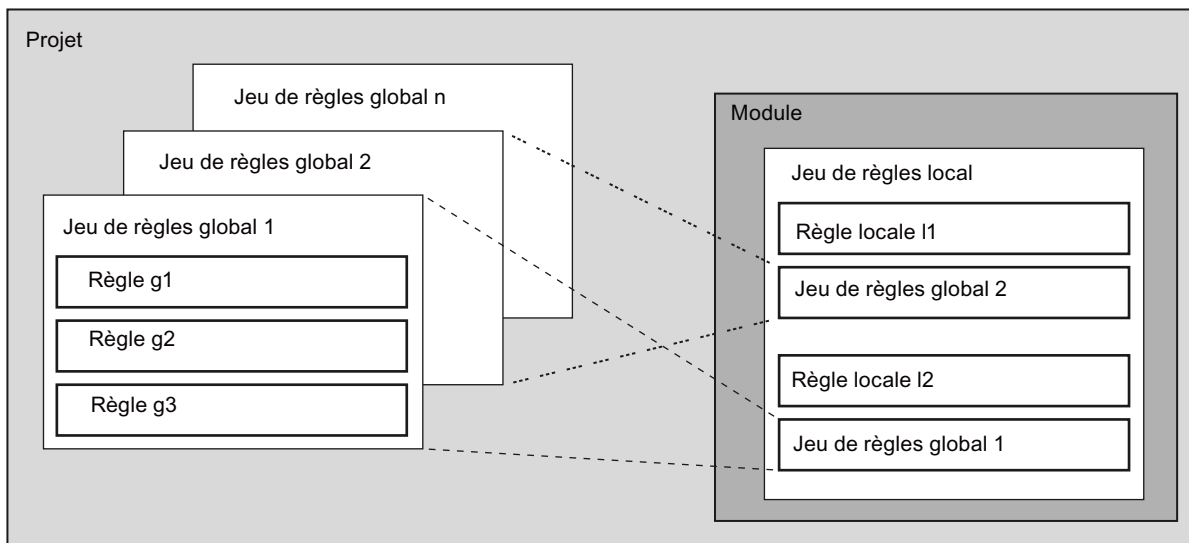 Projet
Jeu de règles global n
Jeu de règles global 2
Jeu de règles global 1
Règle g1
Règle g2
Règle g3
Module
Jeu de règles local
Règle locale l1
Jeu de règles global 2
Règle locale l2
Jeu de règles global 1